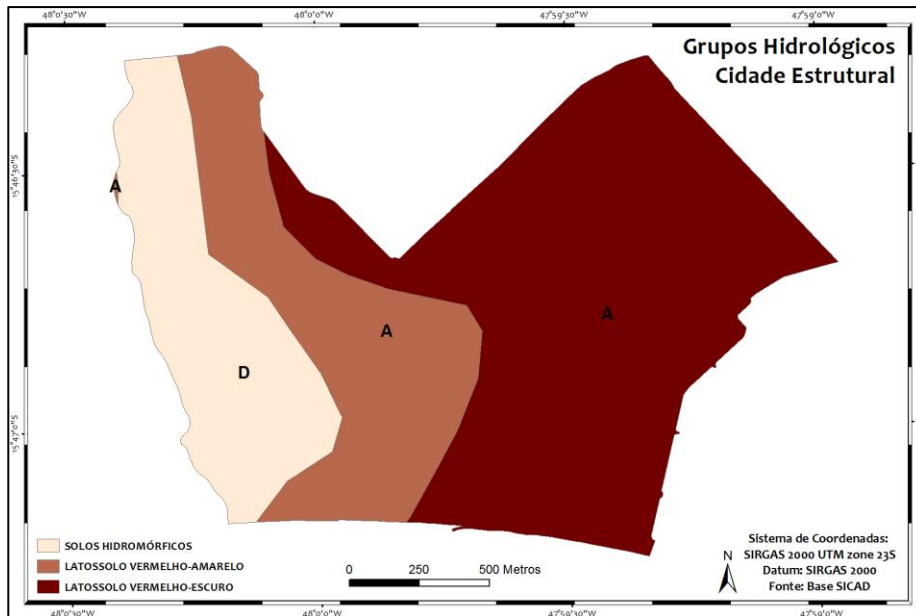 48°0'30"W
48°0'0"W
47°59'30"W
47°59'0"W
Grupos Hidrológicos
Cidade Estrutural
15°46'30"S
A
A
A
D
15°47'0"S
SOLOS HIDROMÓRFICOS
LATOSSOLO VERMELHO-AMARELO
LATOSSOLO VERMELHO-ESCURO
0 250 500 Metros
N
Sistema de Coordenadas:
SIRGAS 2000 UTM zone 23S
Datum: SIRGAS 2000
Fonte: Base SICAD
48°0'30"W
48°0'0"W
47°59'30"W
47°59'0"W